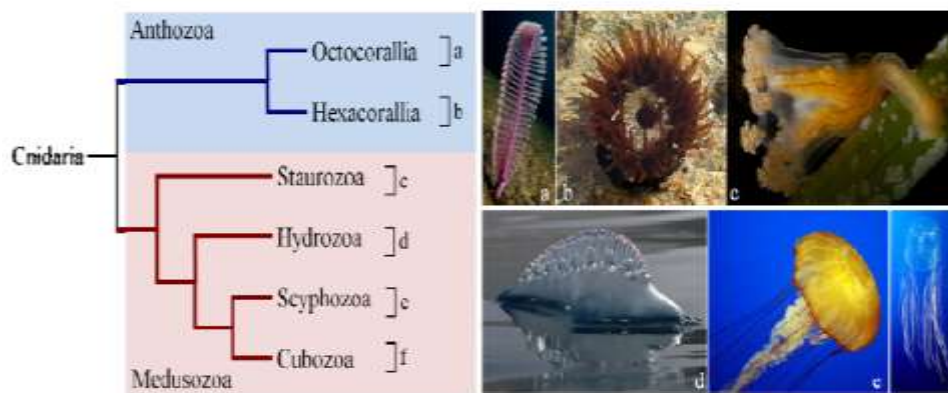 Anthozoa
Octocorallia ] a
Hexacorallia ] b
Cnidaria
Staurozoa ] c
Hydrozoa ] d
Scyphozoa ] e
Cubozoa ] f
Medusozoa
a b c
d e